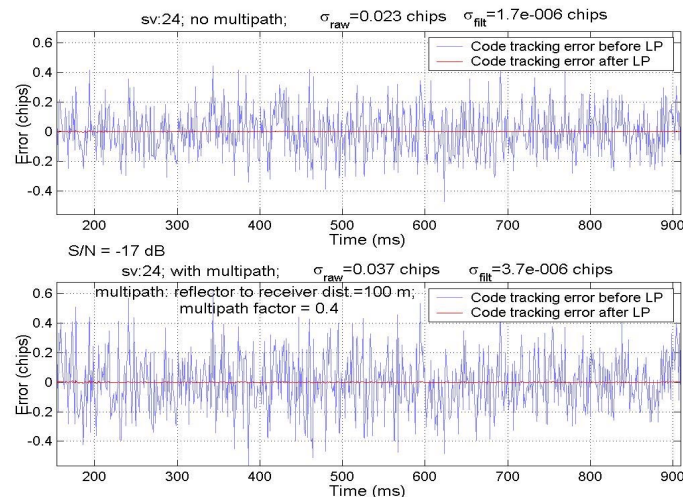 sv:24; no multipath; σraw=0.023 chips σfilt=1.7e-006 chips
0.6
0.4
0.2
0
-0.2
-0.4
Error (chips)
Code tracking error before LP
Code tracking error after LP
200 300 400 500 600 700 800 900
Time (ms)
S/N = -17 dB
sv:24; with multipath; σraw=0.037 chips σfilt=3.7e-006 chips
multipath: reflector to receiver dist.=100 m;
multipath factor = 0.4
0.6
0.4
0.2
0
-0.2
-0.4
Error (chips)
Code tracking error before LP
Code tracking error after LP
200 300 400 500 600 700 800 900
Time (ms)